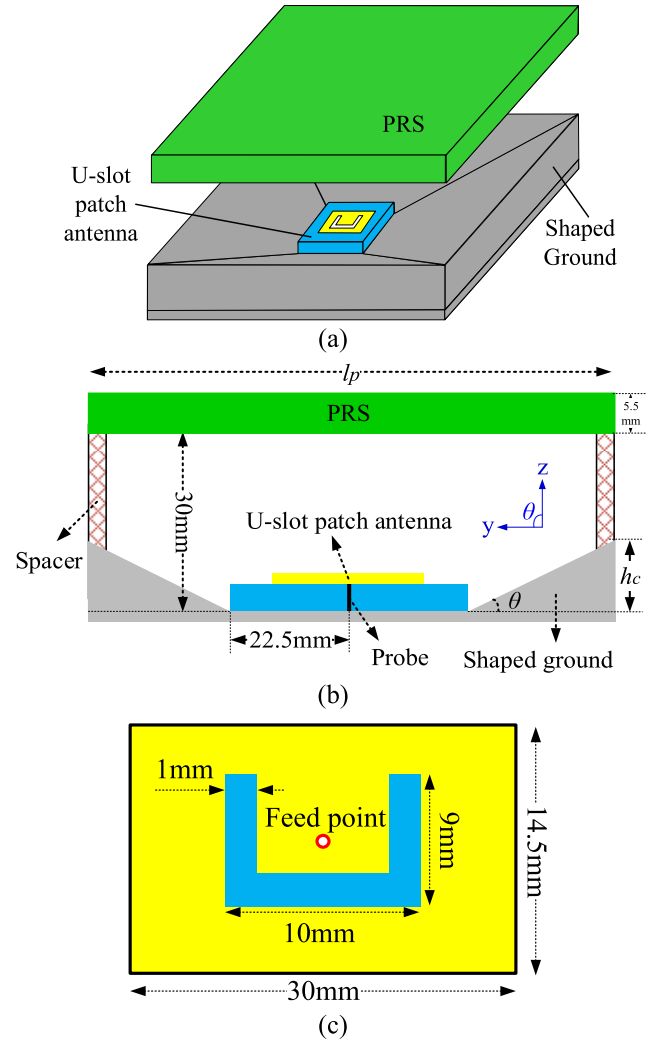 PRS
U-slot
patch
antenna
Shaped
Ground
(a)
lp
PRS
5.5
mm
30mm
z
θ
y
U-slot patch antenna
Spacer
hc
θ
22.5mm
Probe
Shaped ground
(b)
1mm
Feed point
9mm
14.5mm
10mm
30mm
(c)